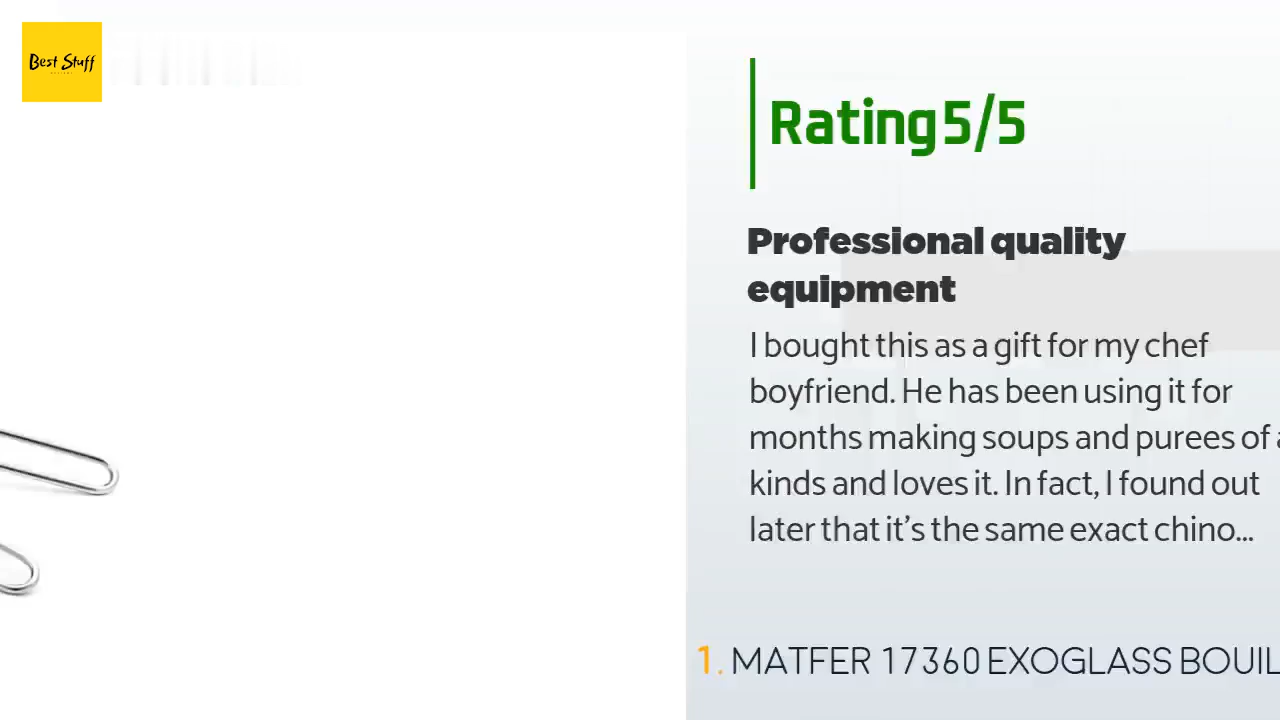 Best Stuff
Rating 5/5
Professional quality
equipment
I bought this as a gift for my chef
boyfriend. He has been using it for
months making soups and purees of a
kinds and loves it. In fact, I found out
later that it's the same exact chino...
1. MATFER 17360 EXOGLASS BOUIL